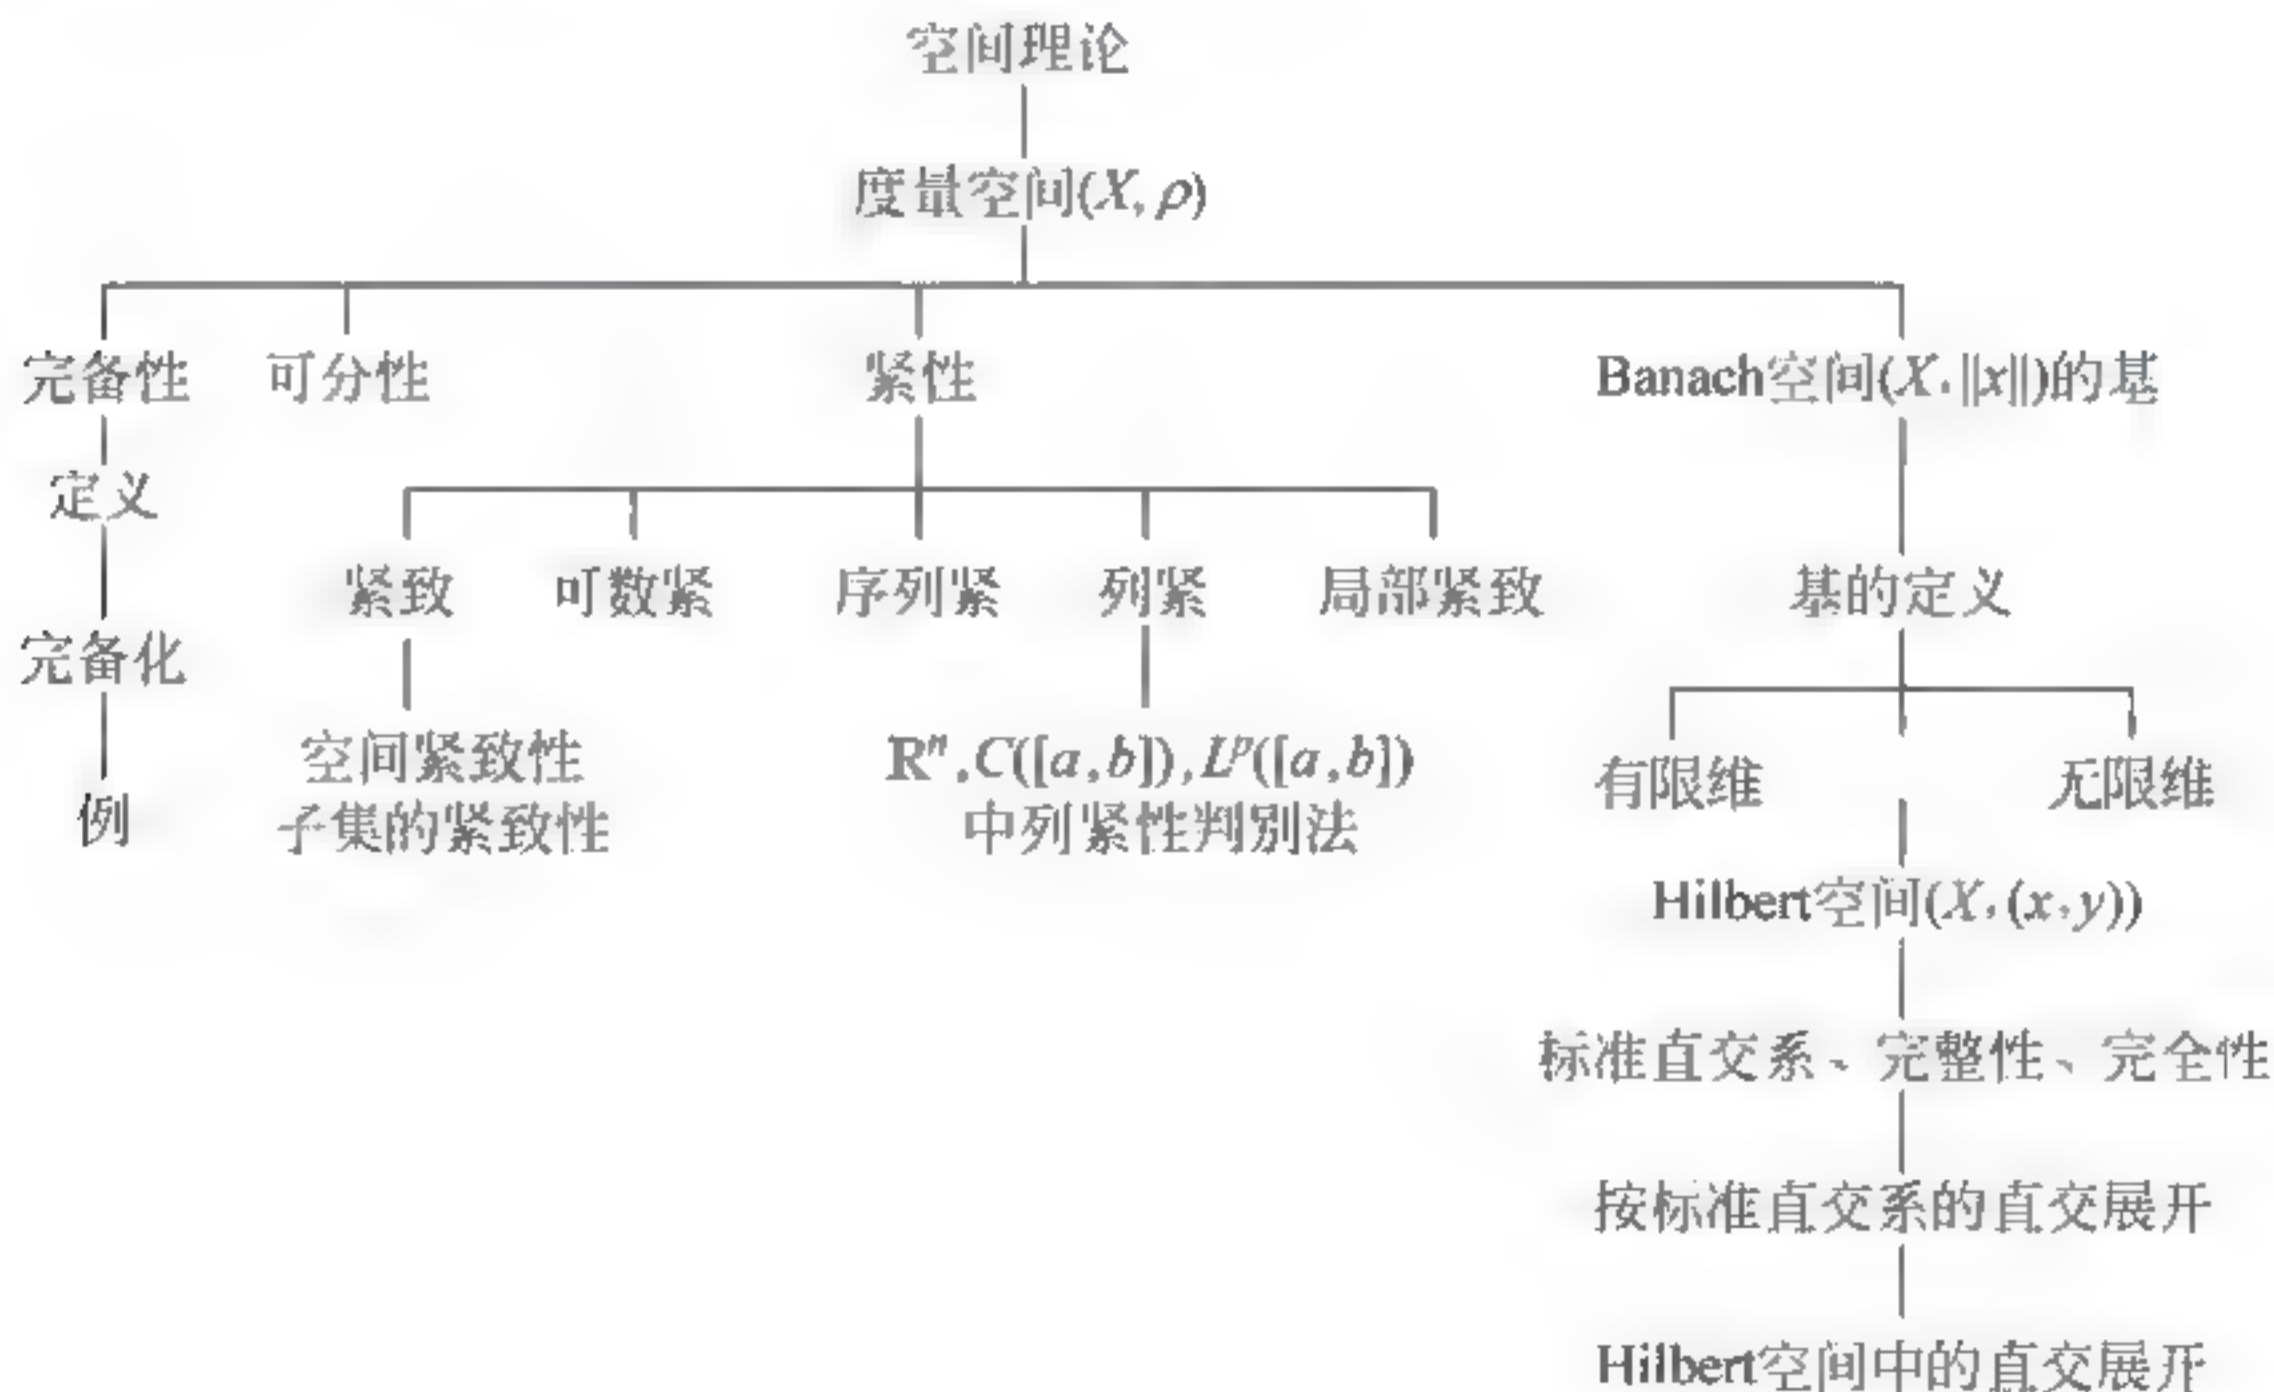 空间理论
度量空间(X, ρ)
完备性
可分性
紧性
Banach空间(X,||x||)的基
定义
紧致
可数紧
序列紧
列紧
局部紧致
基的定义
完备化
空间紧致性
子集的紧致性
Rⁿ,C([a,b]),Lᵖ([a,b])
中列紧性判别法
有限维
无限维
例
Hilbert空间(X,(x,y))
标准直交系、完整性、完全性
按标准直交系的直交展开
Hilbert空间中的直交展开